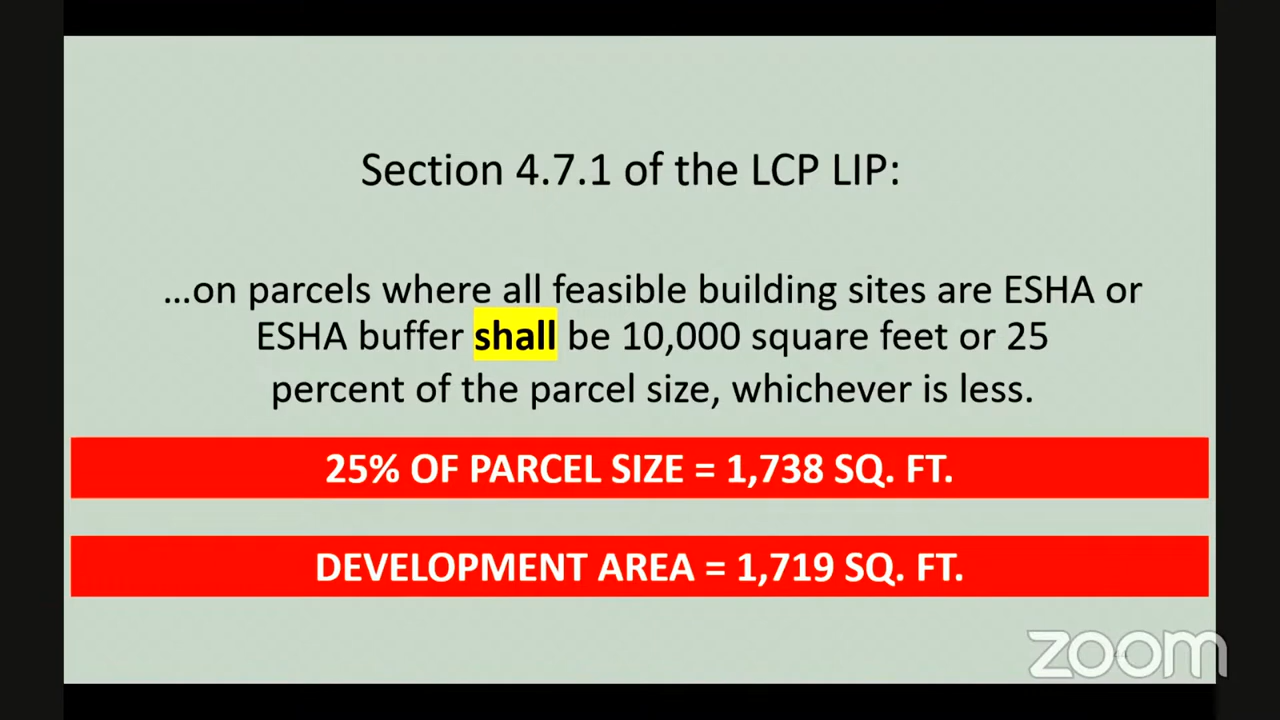 Section 4.7.1 of the LCP LIP:
...on parcels where all feasible building sites are ESHA or
ESHA buffer shall be 10,000 square feet or 25
percent of the parcel size, whichever is less.
25% OF PARCEL SIZE = 1,738 SQ. FT.
DEVELOPMENT AREA = 1,719 SQ. FT.
zoom